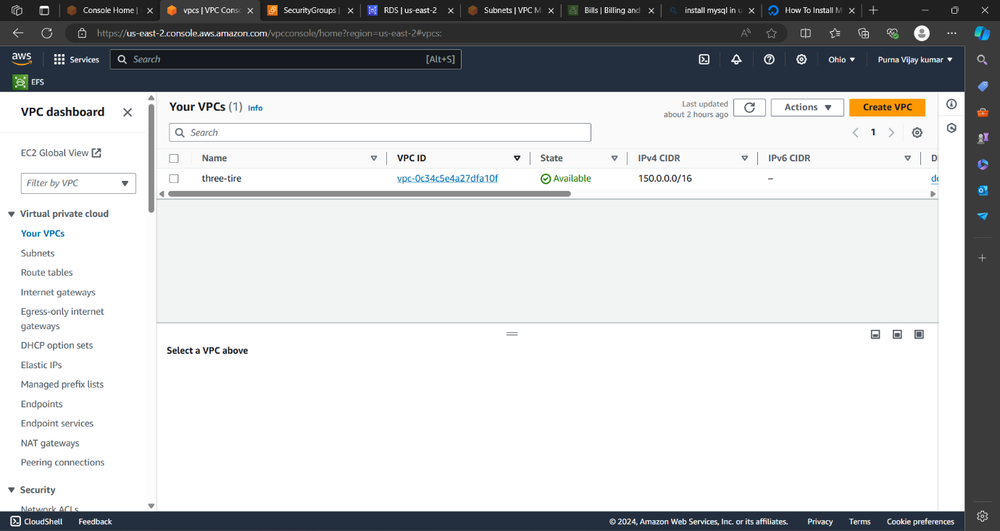 Console Home |
vpcs | VPC Consc
SecurityGroups |
RDS | us-east-2
Subnets | VPC M
Bills | Billing and
install mysql in u
How To Install M
https://us-east-2.console.aws.amazon.com/vpcconsole/home?region=us-east-2#vpcs:
aws
Services
Search
[Alt+S]
Ohio
Purna Vijay kumar
EFS
VPC dashboard
EC2 Global View
Filter by VPC
Virtual private cloud
Your VPCs
Subnets
Route tables
Internet gateways
Egress-only internet
gateways
DHCP option sets
Elastic IPs
Managed prefix lists
Endpoints
Endpoint services
NAT gateways
Peering connections
Security
Network ACLs
Your VPCs (1) Info
Last updated
about 2 hours ago
Actions
Create VPC
Search
1
Name VPC ID State IPv4 CIDR IPv6 CIDR D
three-tire vpc-0c34c5e4a27dfa10f Available 150.0.0.0/16 –
Select a VPC above
CloudShell Feedback © 2024, Amazon Web Services, Inc. or its affiliates. Privacy Terms Cookie preferences